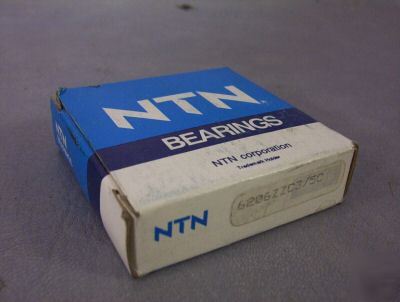 NTN.
BEARINGS
NTN corporation
Trademark Holder
NTN
6206ZZC3/5C